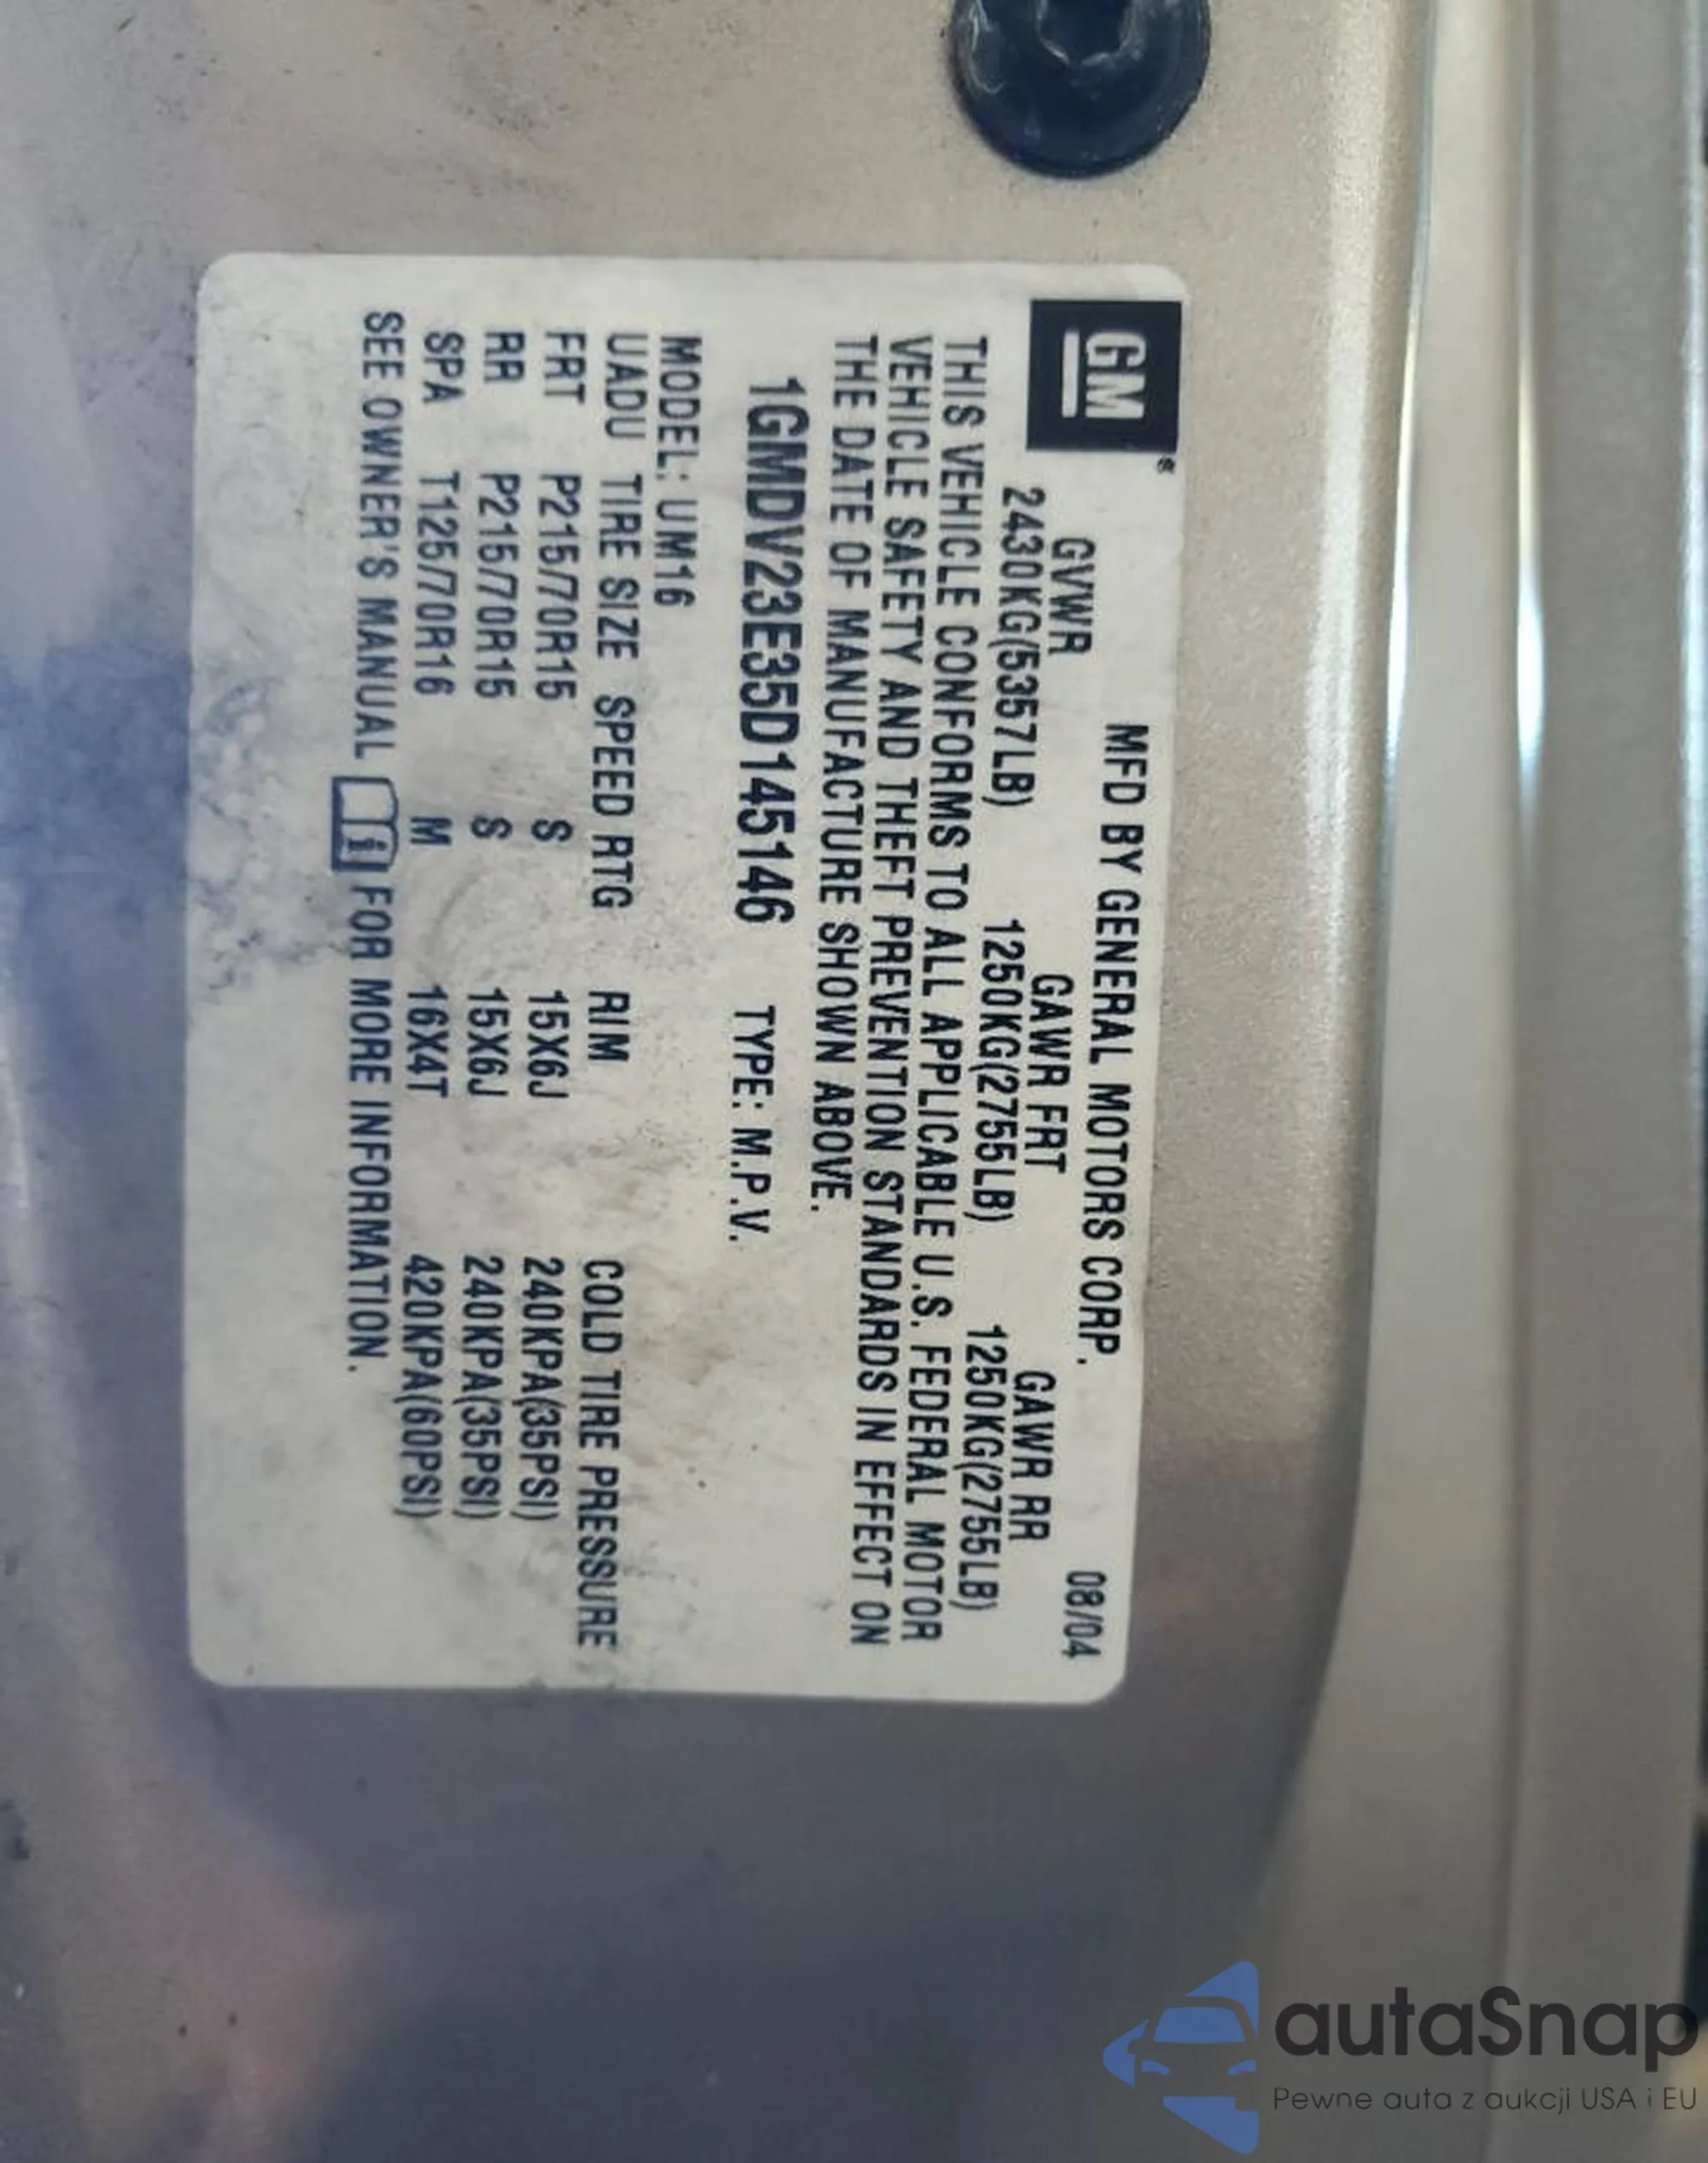 GM®
MFD BY GENERAL MOTORS CORP. 08/04
GVWR GAWR FRT GAWR RR
2430KG(5357LB) 1250KG(2755LB) 1250KG(2755LB)
THIS VEHICLE CONFORMS TO ALL APPLICABLE U.S. FEDERAL MOTOR
VEHICLE SAFETY AND THEFT PREVENTION STANDARDS IN EFFECT ON
THE DATE OF MANUFACTURE SHOWN ABOVE.
1GMDV23E35D145146 TYPE: M.P.V.
MODEL: UM16
UADU TIRE SIZE SPEED RTG RIM COLD TIRE PRESSURE
FRT P215/70R15 S 15X6J 240KPA(35PSI)
RR P215/70R15 S 15X6J 240KPA(35PSI)
SPA T125/70R16 M 16X4T 420KPA(60PSI)
SEE OWNER'S MANUAL i FOR MORE INFORMATION.
autaSnap
Pewne auta z aukcji USA i EU